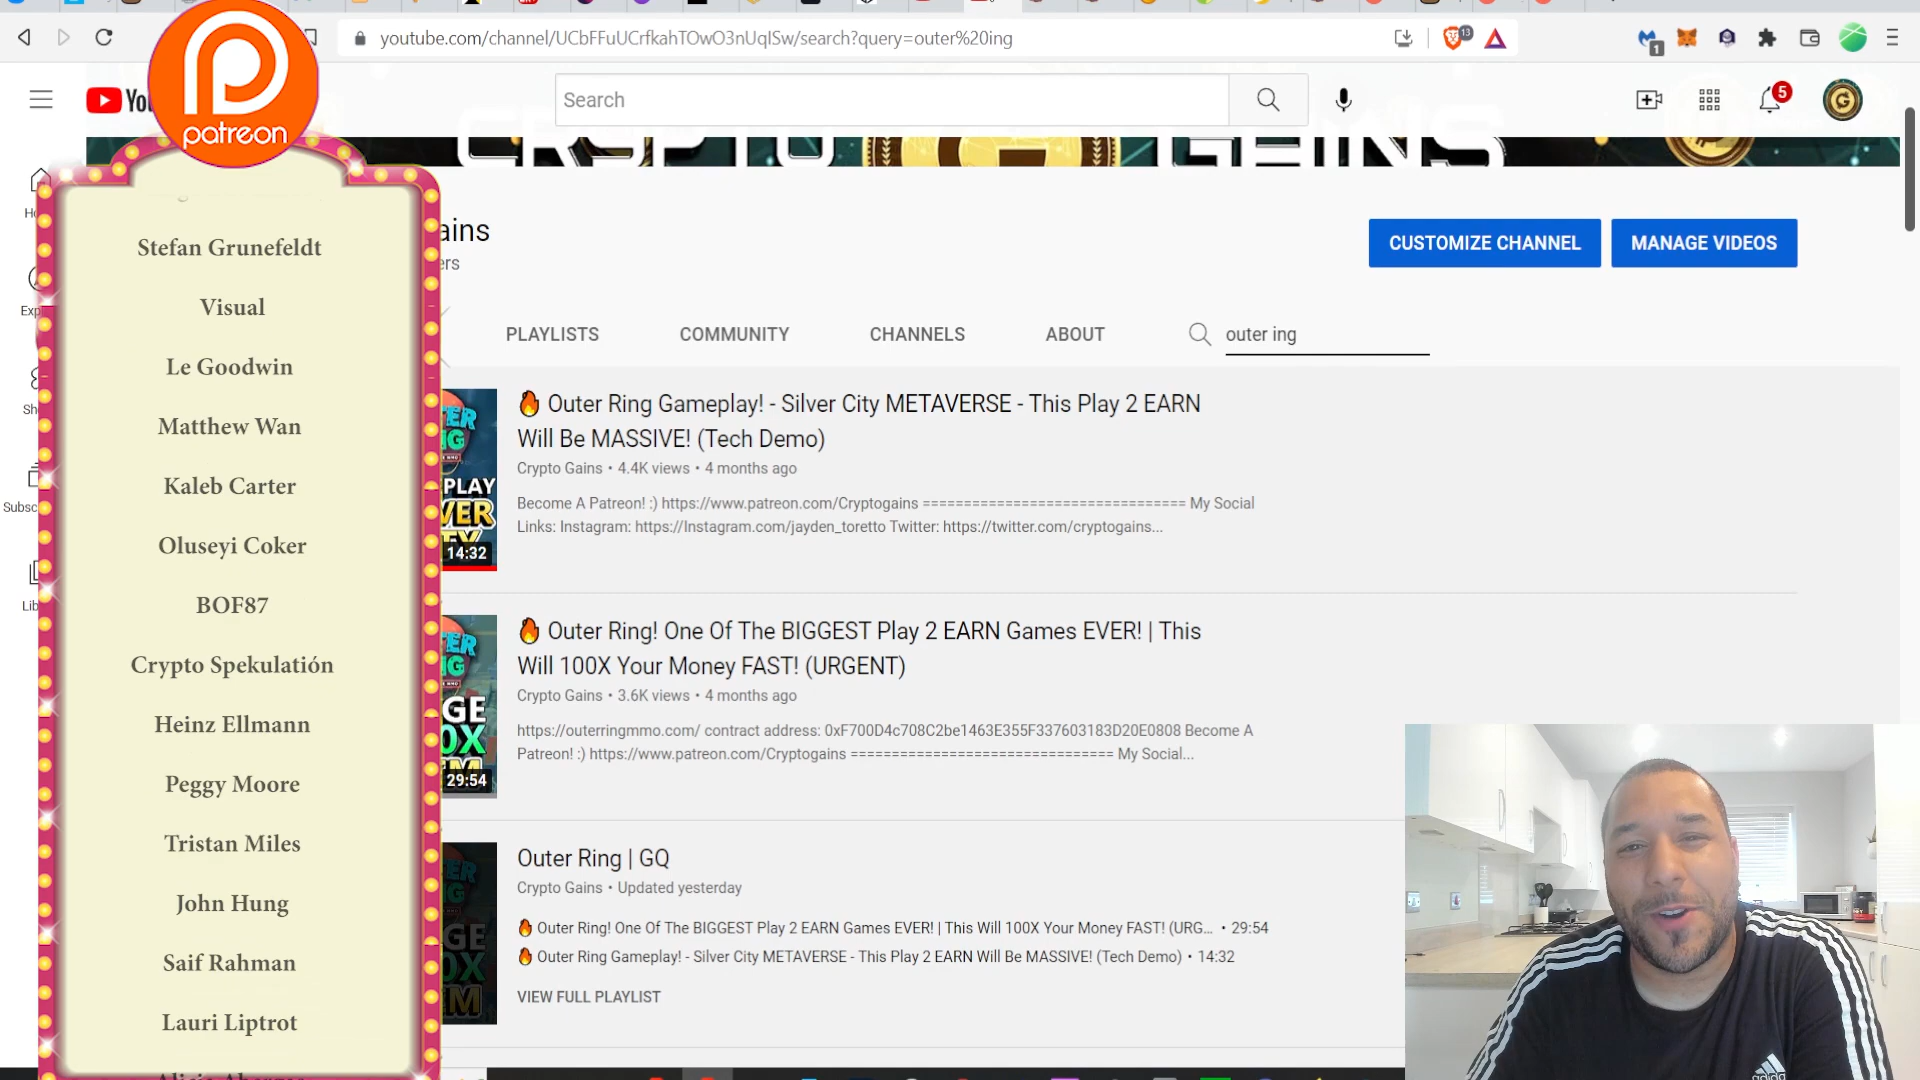 youtube.com/channel/UCbFFuUCrfkahTOwO3nUqISw/search?query=outer%20ing
13
1
patreon
Search
5
CRYPTO GAINS
Stefan Grunefeldt
Visual
Le Goodwin
Matthew Wan
Kaleb Carter
Oluseyi Coker
BOF87
Crypto Spekulatión
Heinz Ellmann
Peggy Moore
Tristan Miles
John Hung
Saif Rahman
Lauri Liptrot
ains
ers
CUSTOMIZE CHANNEL
MANAGE VIDEOS
PLAYLISTS
COMMUNITY
CHANNELS
ABOUT
outer ing
🔥 Outer Ring Gameplay! - Silver City METAVERSE - This Play 2 EARN
Will Be MASSIVE! (Tech Demo)
Crypto Gains • 4.4K views • 4 months ago
Become A Patreon! :) https://www.patreon.com/Cryptogains ================================ My Social
Links: Instagram: https://Instagram.com/jayden_toretto Twitter: https://twitter.com/cryptogains...
14:32
🔥 Outer Ring! One Of The BIGGEST Play 2 EARN Games EVER! | This
Will 100X Your Money FAST! (URGENT)
Crypto Gains • 3.6K views • 4 months ago
https://outerringmmo.com/ contract address: 0xF700D4c708C2be1463E355F337603183D20E0808 Become A
Patreon! :) https://www.patreon.com/Cryptogains ================================ My Social...
29:54
Outer Ring | GQ
Crypto Gains • Updated yesterday
🔥 Outer Ring! One Of The BIGGEST Play 2 EARN Games EVER! | This Will 100X Your Money FAST! (URG... • 29:54
🔥 Outer Ring Gameplay! - Silver City METAVERSE - This Play 2 EARN Will Be MASSIVE! (Tech Demo) • 14:32
VIEW FULL PLAYLIST
adidas